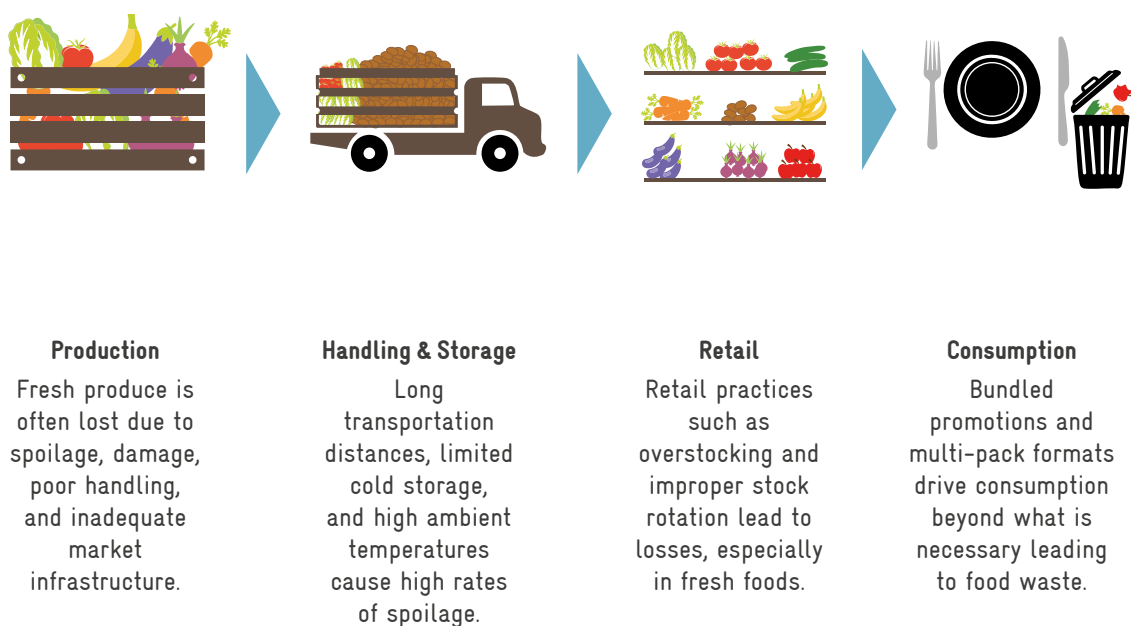 Production
Fresh produce is
often lost due to
spoilage, damage,
poor handling,
and inadequate
market
infrastructure.
Handling & Storage
Long
transportation
distances, limited
cold storage,
and high ambient
temperatures
cause high rates
of spoilage.
Retail
Retail practices
such as
overstocking and
improper stock
rotation lead to
losses, especially
in fresh foods.
Consumption
Bundled
promotions and
multi-pack formats
drive consumption
beyond what is
necessary leading
to food waste.